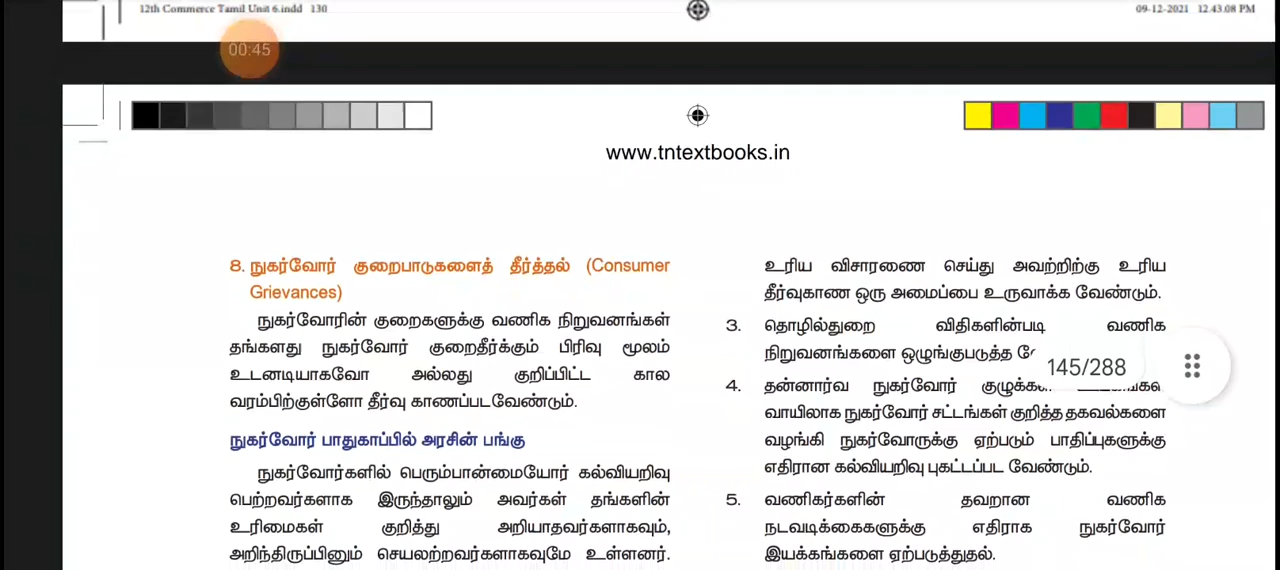 12th Commerce Tamil Unit 6.indd 130
09-12-2021 12.43.08 PM
00:45
www.tntextbooks.in
8. நுகர்வோர் குறைபாடுகளைத் தீர்த்தல் (Consumer
Grievances)
நுகர்வோரின் குறைகளுக்கு வணிக நிறுவனங்கள்
தங்களது நுகர்வோர் குறைதீர்க்கும் பிரிவு மூலம்
உடனடியாகவோ அல்லது குறிப்பிட்ட கால
வரம்பிற்குள்ளோ தீர்வு காணப்படவேண்டும்.
நுகர்வோர் பாதுகாப்பில் அரசின் பங்கு
நுகர்வோர்களில் பெரும்பான்மையோர் கல்வியறிவு
பெற்றவர்களாக இருந்தாலும் அவர்கள் தங்களின்
உரிமைகள் குறித்து அறியாதவர்களாகவும்,
அறிந்திருப்பினும் செயலற்றவர்களாகவுமே உள்ளனர்.
உரிய விசாரணை செய்து அவற்றிற்கு உரிய
தீர்வுகாண ஒரு அமைப்பை உருவாக்க வேண்டும்.
3. தொழில்துறை விதிகளின்படி வணிக
நிறுவனங்களை ஒழுங்குபடுத்த
145/288
4. தன்னார்வ நுகர்வோர்
வாயிலாக நுகர்வோர் சட்டங்கள் குறித்த தகவல்களை
வழங்கி நுகர்வோருக்கு ஏற்படும் பாதிப்புகளுக்கு
எதிரான கல்வியறிவு புகட்டப்பட வேண்டும்.
5. வணிகர்களின் தவறான வணிக
நடவடிக்கைகளுக்கு எதிராக நுகர்வோர்
இயக்கங்களை ஏற்படுத்துதல்.